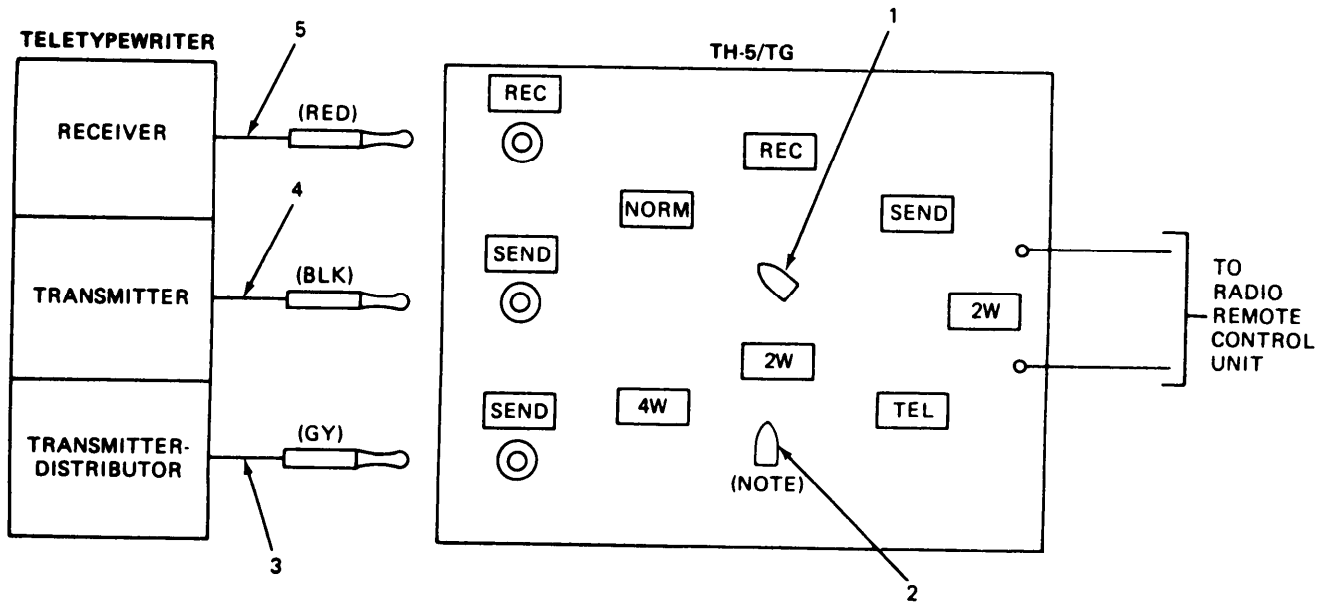 TELETYPEWRITER
RECEIVER
TRANSMITTER
TRANSMITTER-
DISTRIBUTOR
5
(RED)
4
(BLK)
(GY)
3
TH-5/TG
1
REC
REC
NORM
SEND
SEND
2W
2W
SEND
4W
TEL
(NOTE)
2
TO
RADIO
REMOTE
CONTROL
UNIT